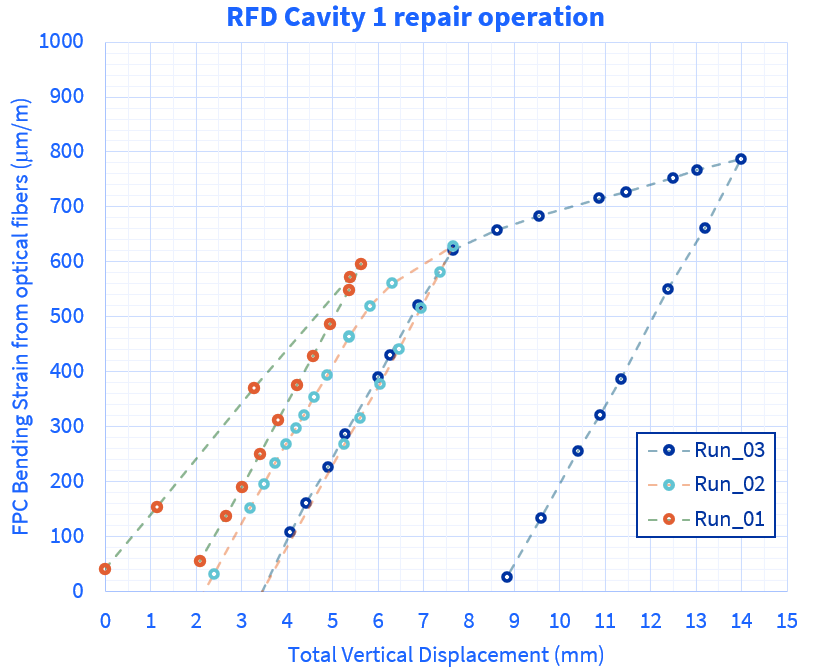 RFD Cavity 1 repair operation
FPC Bending Strain from optical fibers (µm/m)
1000
900
800
700
600
500
400
300
200
100
0
Run_03
Run_02
Run_01
0 1 2 3 4 5 6 7 8 9 10 11 12 13 14 15
Total Vertical Displacement (mm)